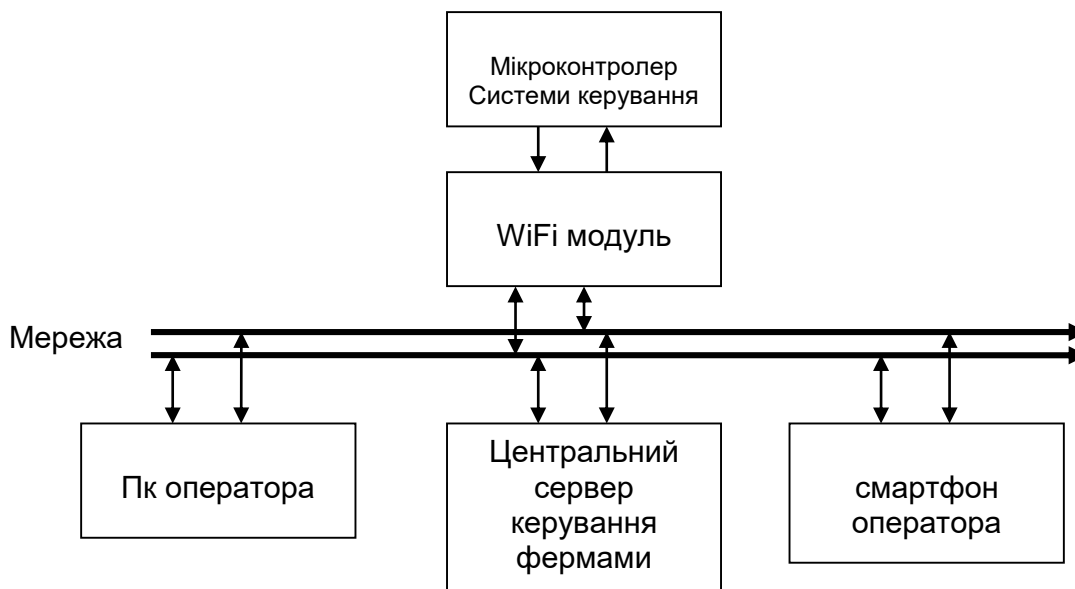 Мікроконтролер
Системи керування
WiFi модуль
Мережа
Пк оператора
Центральний
сервер
керування
фермами
смартфон
оператора